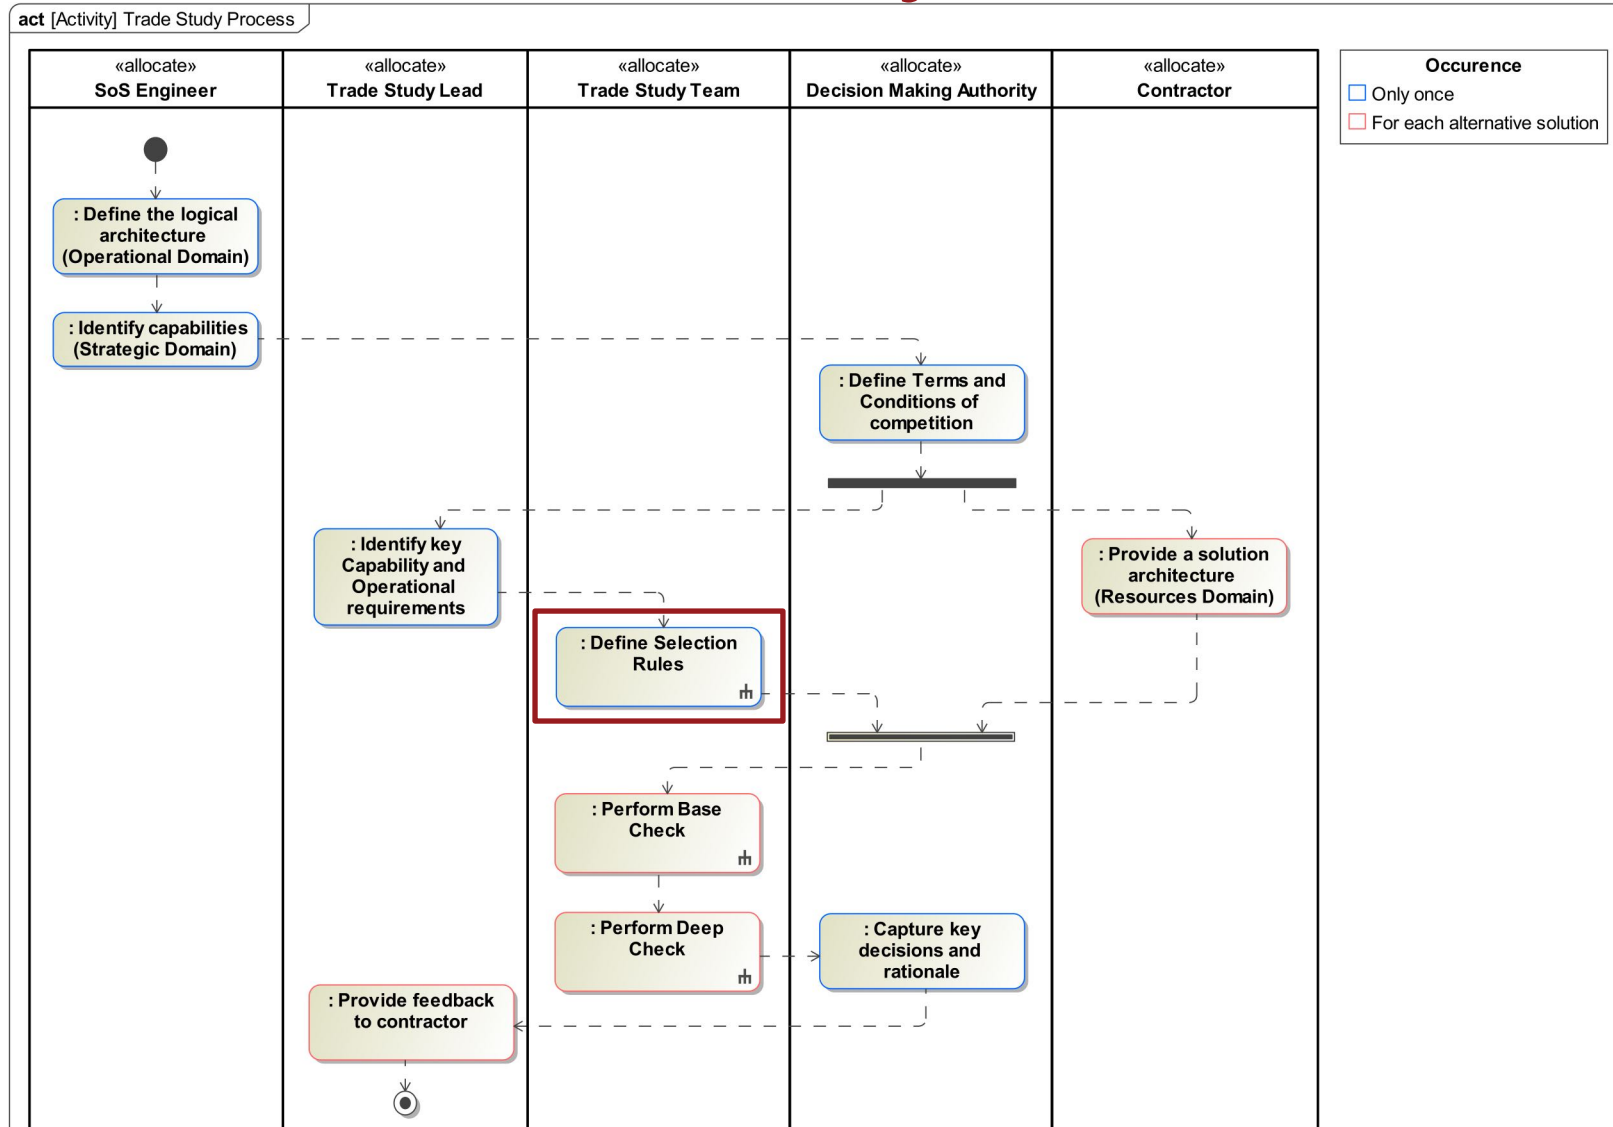 act [Activity] Trade Study Process
«allocate»
SoS Engineer
«allocate»
Trade Study Lead
«allocate»
Trade Study Team
«allocate»
Decision Making Authority
«allocate»
Contractor
Occurence
Only once
For each alternative solution
: Define the logical
architecture
(Operational Domain)
: Identify capabilities
(Strategic Domain)
: Define Terms and
Conditions of
competition
: Identify key
Capability and
Operational
requirements
: Provide a solution
architecture
(Resources Domain)
: Define Selection
Rules
: Perform Base
Check
: Perform Deep
Check
: Capture key
decisions and
rationale
: Provide feedback
to contractor